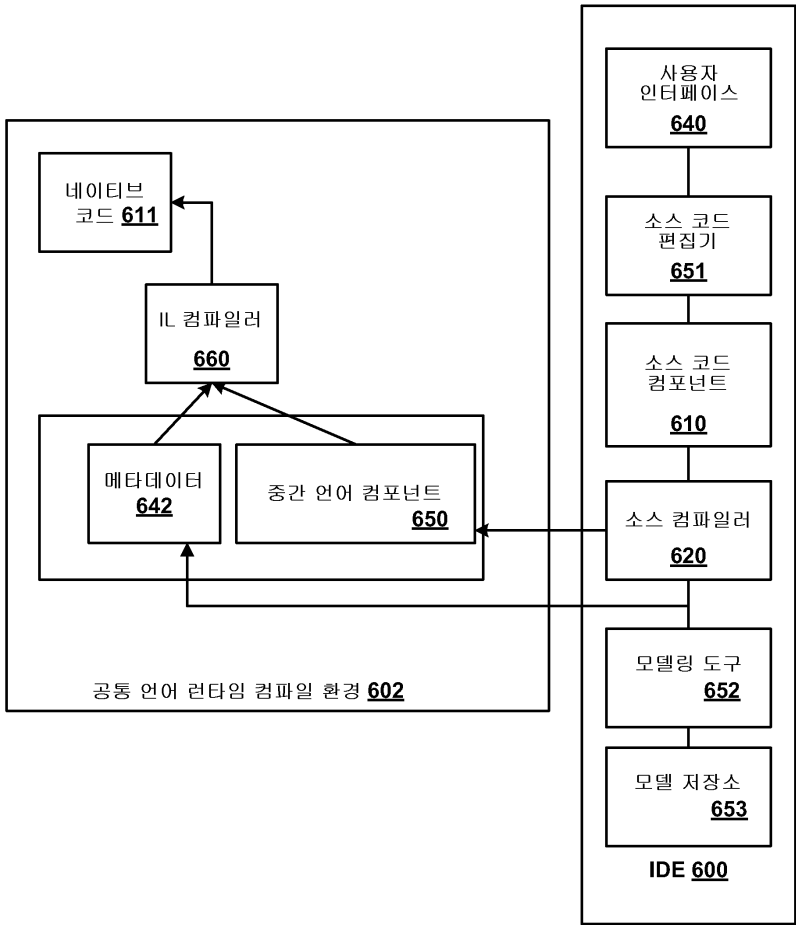 사용자
인터페이스
640
소스 코드
편집기
651
소스 코드
컴포넌트
610
소스 컴파일러
620
모델링 도구
652
모델 저장소
653
IDE 600
네이티브
코드 611
IL 컴파일러
660
메타데이터
642
중간 언어 컴포넌트
650
공통 언어 런타임 컴파일 환경 602